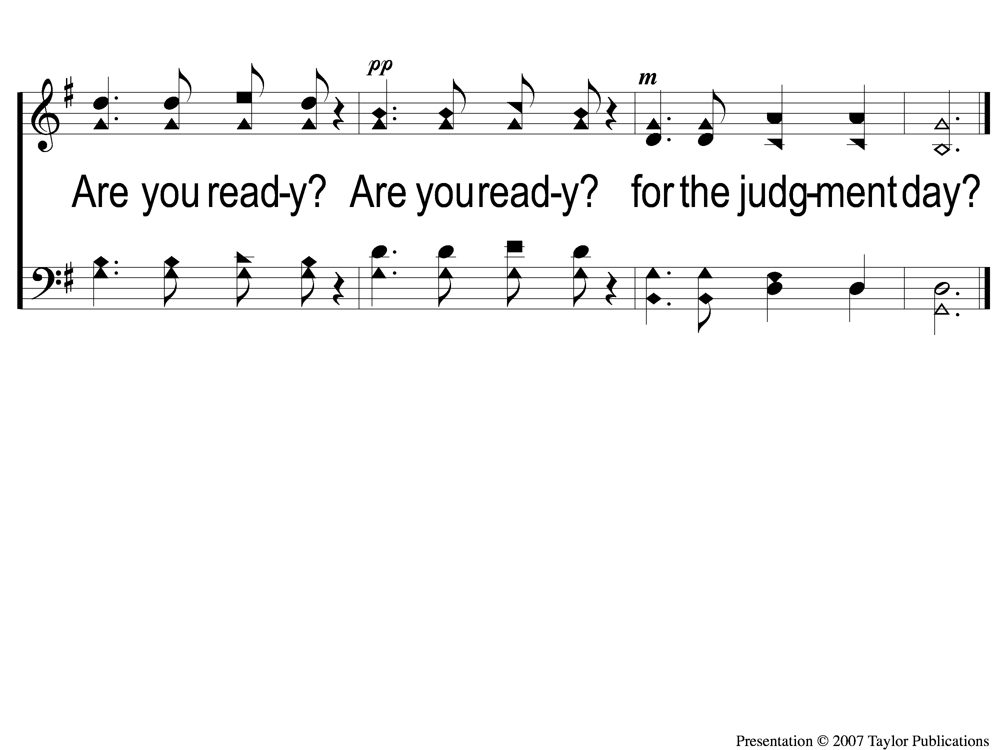 pp m
Are you read-y? Are you read-y? for the judg-ment day?
Presentation © 2007 Taylor Publications